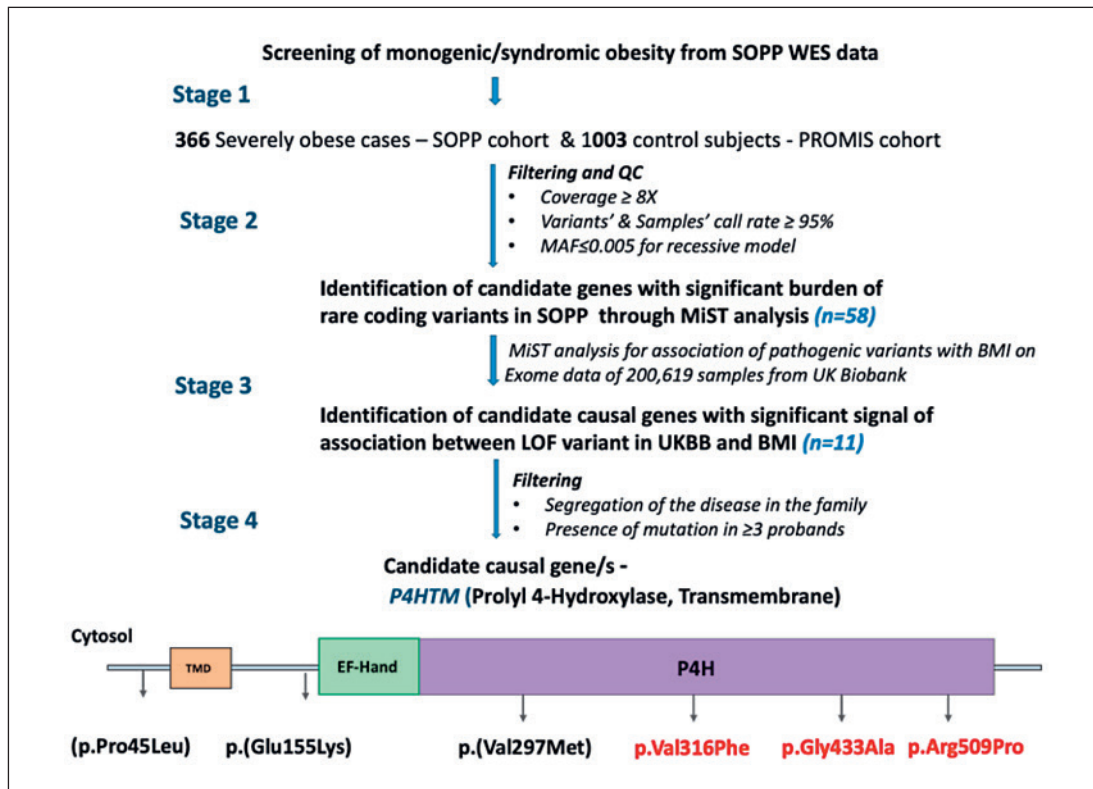 Screening of monogenic/syndromic obesity from SOPP WES data
Stage 1
366 Severely obese cases – SOPP cohort & 1003 control subjects - PROMIS cohort
Filtering and QC
• Coverage ≥ 8X
Stage 2
• Variants' & Samples' call rate ≥ 95%
• MAF≤0.005 for recessive model
Identification of candidate genes with significant burden of
rare coding variants in SOPP through MiST analysis (n=58)
MiST analysis for association of pathogenic variants with BMI on
Exome data of 200,619 samples from UK Biobank
Stage 3
Identification of candidate causal genes with significant signal of
association between LOF variant in UKBB and BMI (n=11)
Filtering
• Segregation of the disease in the family
Stage 4
• Presence of mutation in ≥3 probands
Candidate causal gene/s -
P4HTM (Prolyl 4-Hydroxylase, Transmembrane)
Cytosol
TMD
EF-Hand
P4H
(p.Pro45Leu)
p.(Glu155Lys)
p.(Val297Met)
p.Val316Phe
p.Gly433Ala
p.Arg509Pro